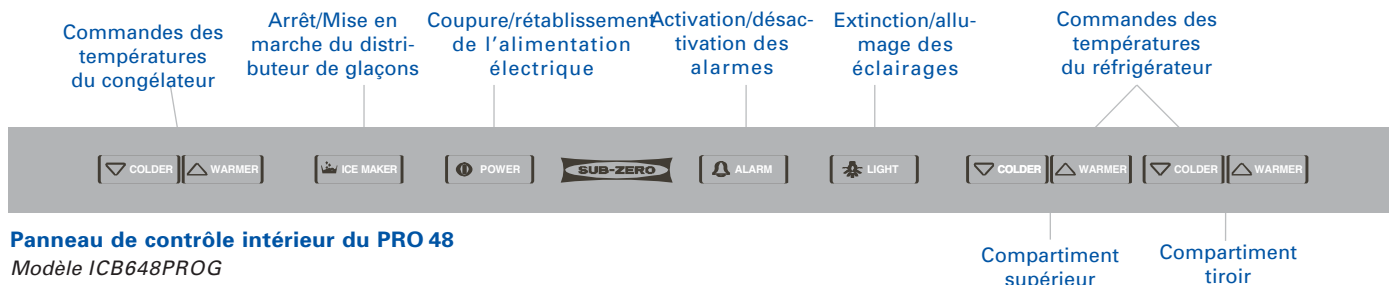 Commandes des
températures
du congélateur
Arrêt/Mise en
marche du distri-
buteur de glaçons
Coupure/rétablissement
de l'alimentation
électrique
Activation/désac-
tivation des
alarmes
Extinction/allu-
mage des
éclairages
Commandes des
températures
du réfrigérateur
COLDER WARMER ICE MAKER POWER SUB-ZERO ALARM LIGHT COLDER WARMER COLDER WARMER
Panneau de contrôle intérieur du PRO 48
Modèle ICB648PROG
Compartiment
supérieur
Compartiment
tiroir